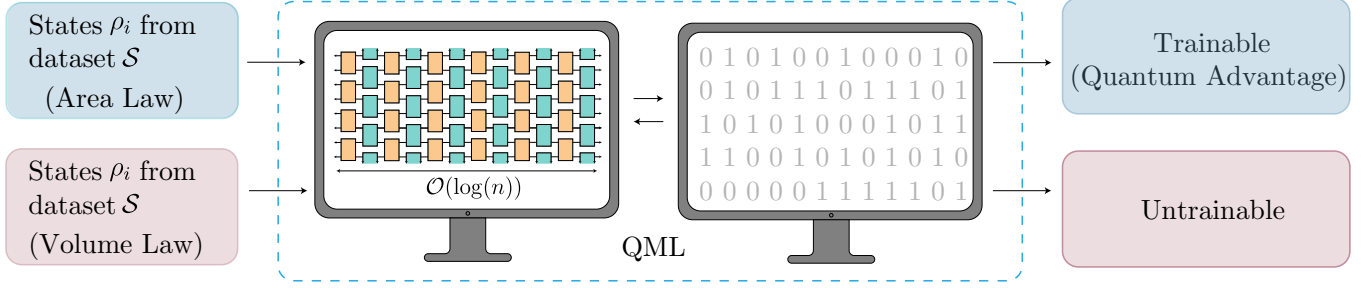 States ρᵢ from
dataset 𝒮
(Area Law)
States ρᵢ from
dataset 𝒮
(Volume Law)
𝒪(log(n))
0 1 0 1 0 0 1 0 0 0 1 0
0 1 0 1 1 1 0 1 1 1 0 1
1 0 1 0 1 0 0 0 1 0 1 1
1 1 0 0 1 0 1 0 1 0 1 0
0 0 0 0 0 1 1 1 1 1 0 1
QML
Trainable
(Quantum Advantage)
Untrainable